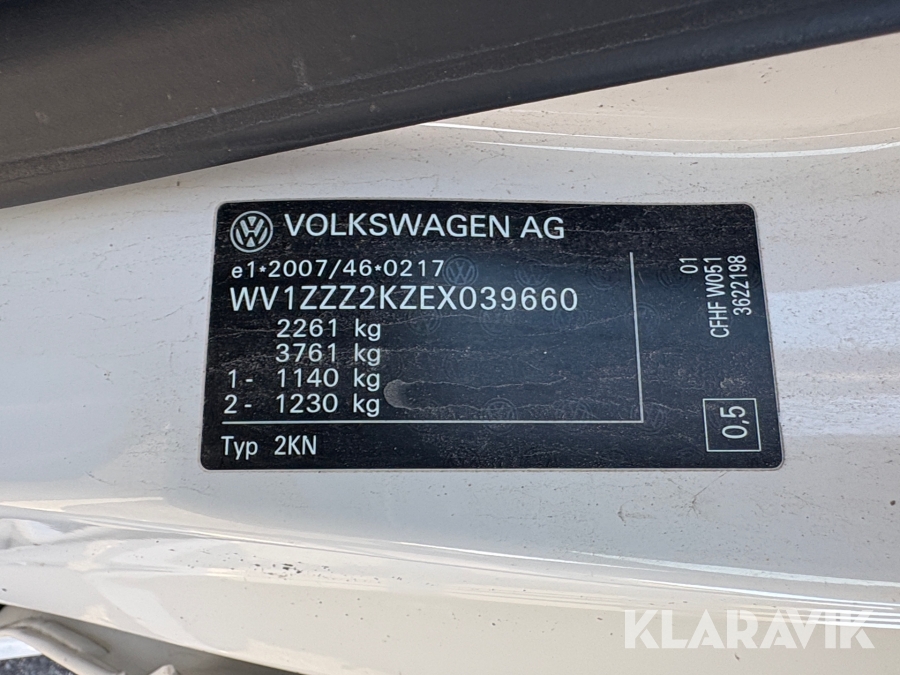 VOLKSWAGEN AG
e1*2007/46*0217
WV1ZZZ2KZEX039660
2261 kg
3761 kg
1- 1140 kg
2- 1230 kg
Typ 2KN
01
CFHF W051
3622198
0,5
KLARAVIK